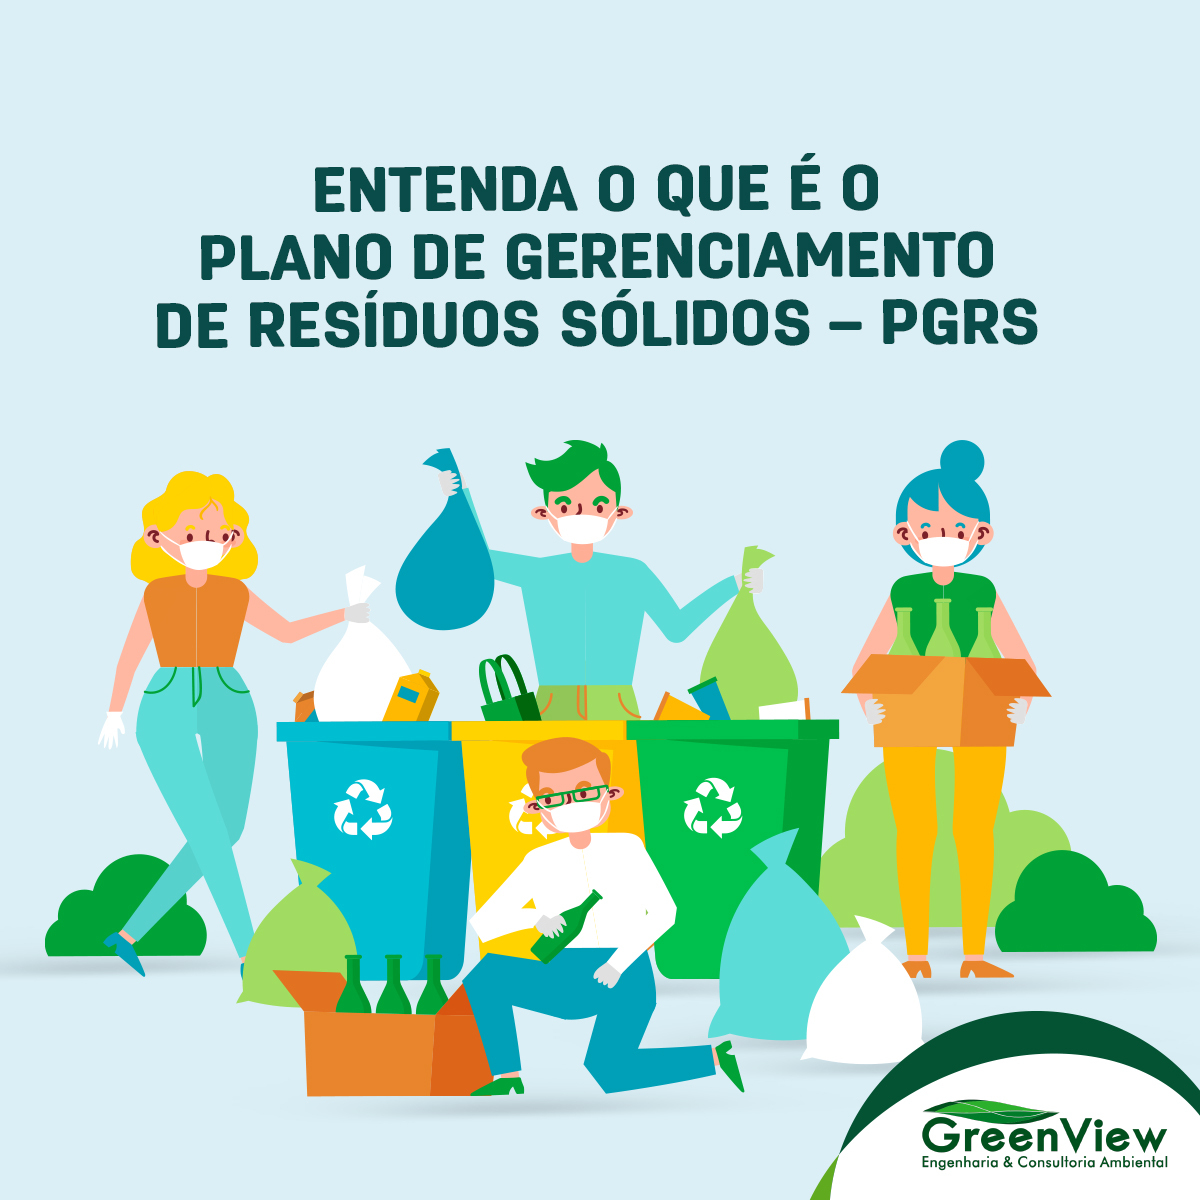 ENTENDA O QUE É O
PLANO DE GERENCIAMENTO
DE RESÍDUOS SÓLIDOS – PGRS
GreenView
Engenharia & Consultoria Ambiental